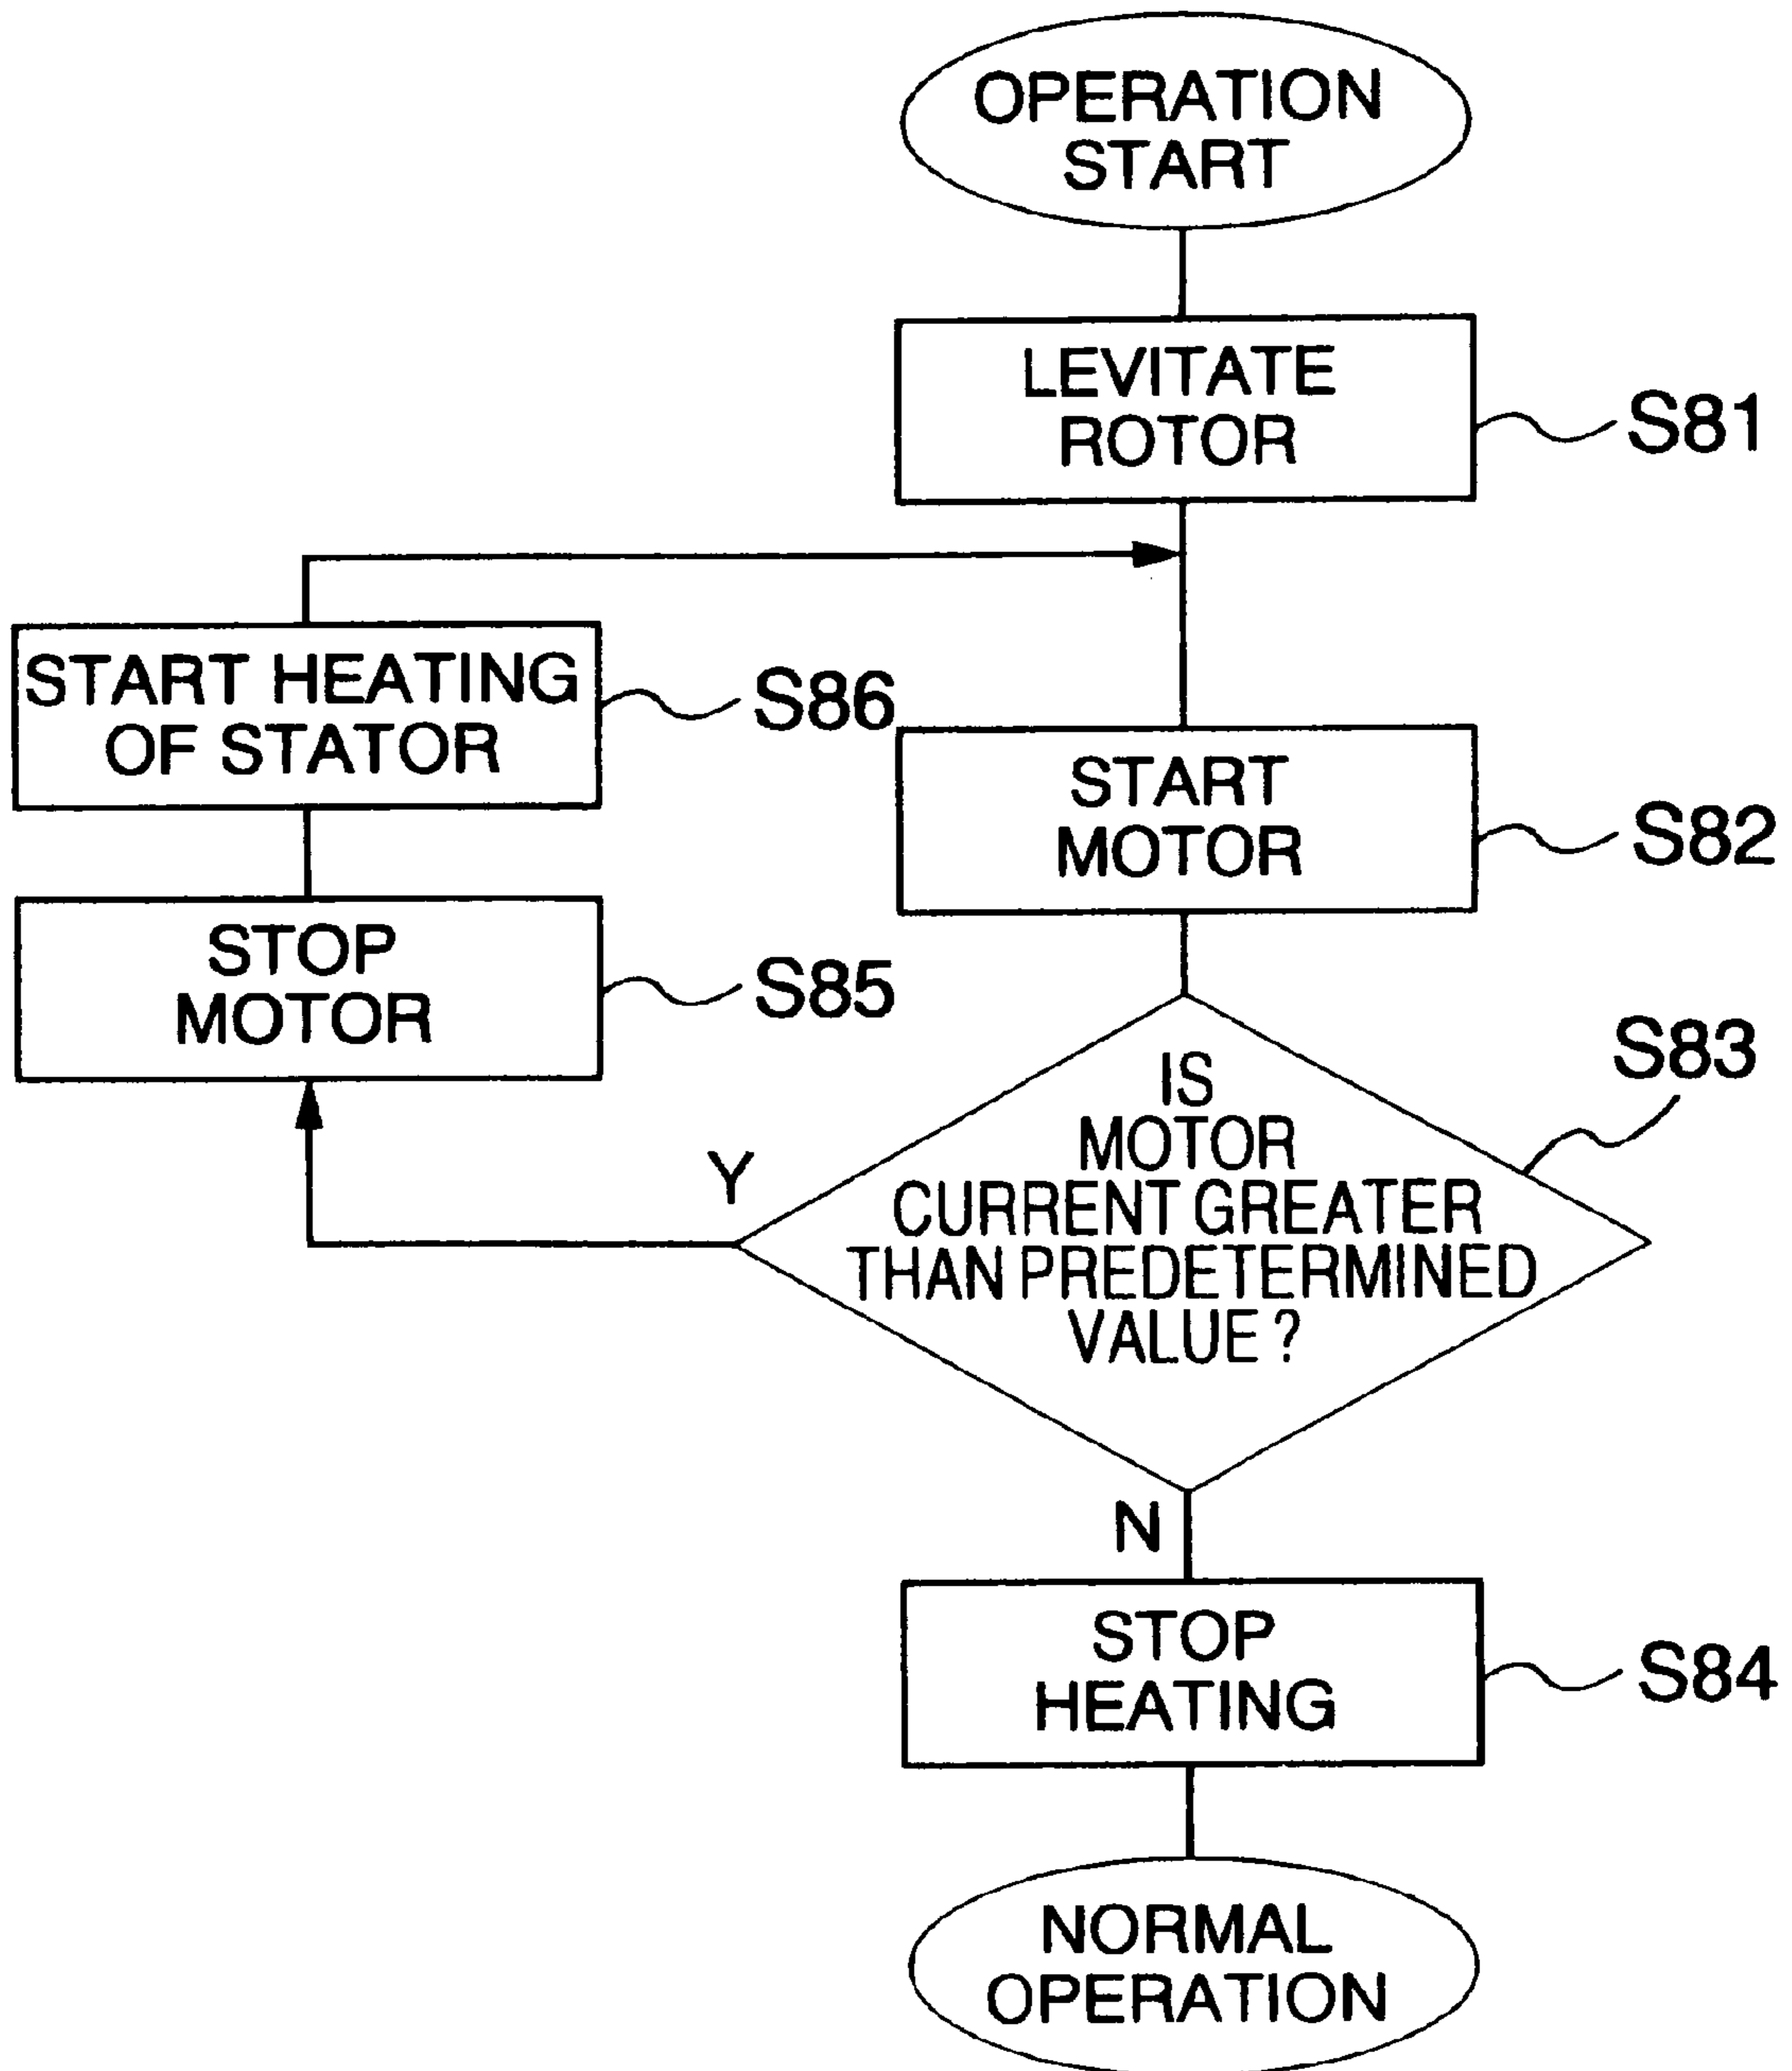 OPERATION
START
LEVITATE
ROTOR
S81
START HEATING
OF STATOR
S86
START
MOTOR
S82
STOP
MOTOR
S85
S83
IS
MOTOR
CURRENT GREATER
THAN PREDETERMINED
VALUE ?
Y
N
STOP
HEATING
S84
NORMAL
OPERATION